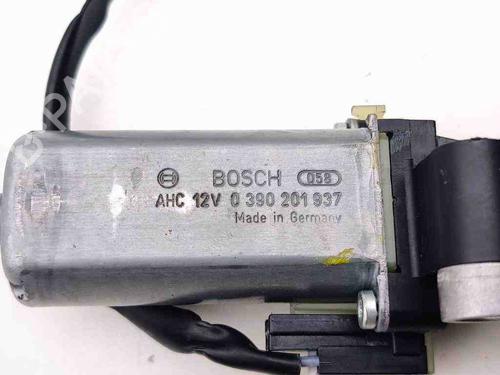 BOSCH 058
AHC 12V 0 390 201 937
Made in Germany